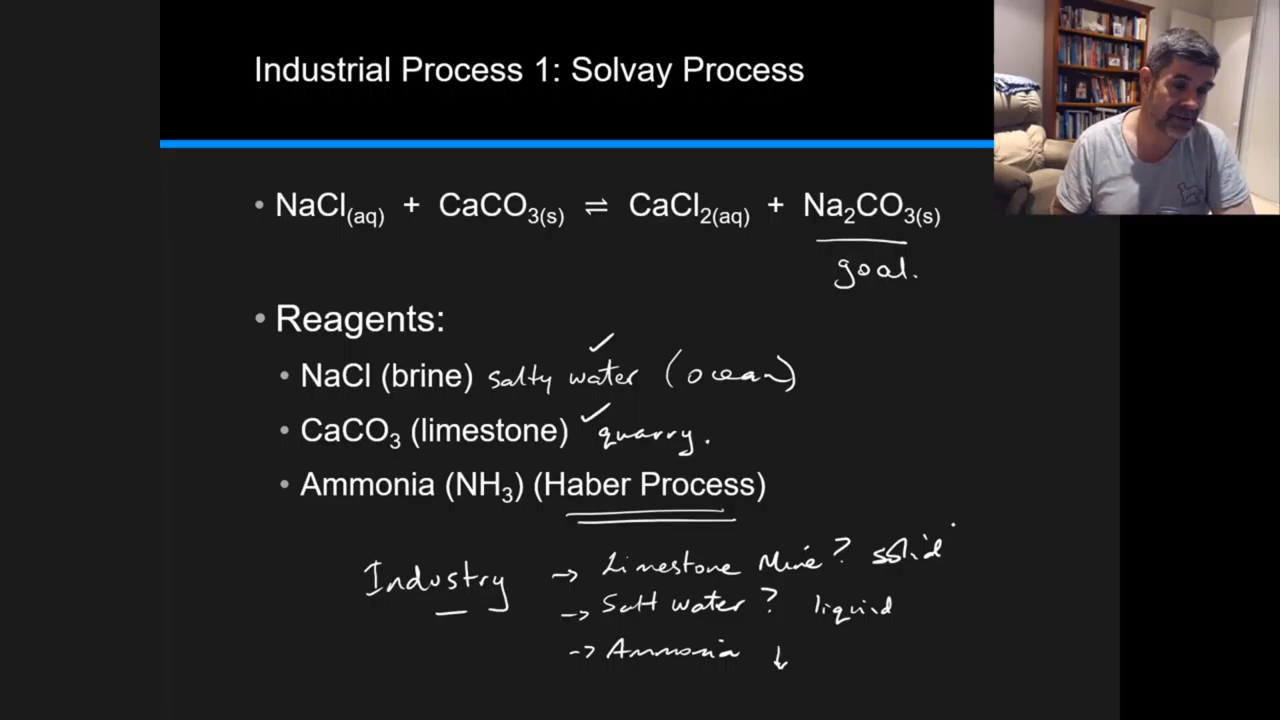 Industrial Process 1: Solvay Process
• NaCl(aq) + CaCO3(s) ⇌ CaCl2(aq) + Na2CO3(s)
goal.
• Reagents:
• NaCl (brine) salty water (ocean)
• CaCO3 (limestone) quarry.
• Ammonia (NH3) (Haber Process)
Industry → Limestone Mine? solid
→ Salt water? liquid
→ Ammonia ↓